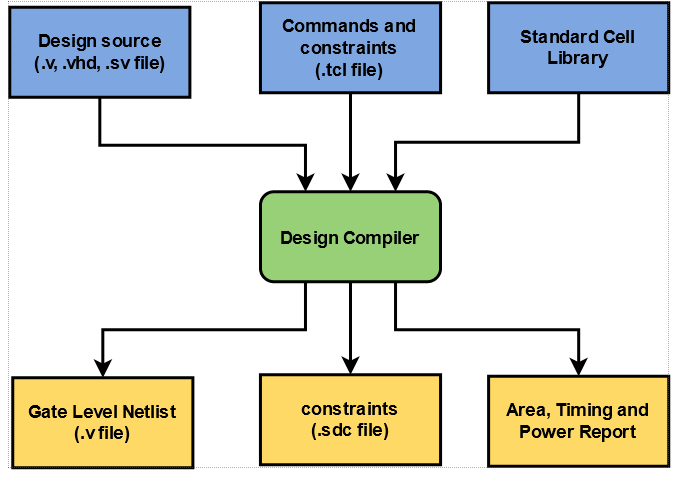 Design source
(.v, .vhd, .sv file)
Commands and
constraints
(.tcl file)
Standard Cell
Library
Design Compiler
Gate Level Netlist
(.v file)
constraints
(.sdc file)
Area, Timing and
Power Report